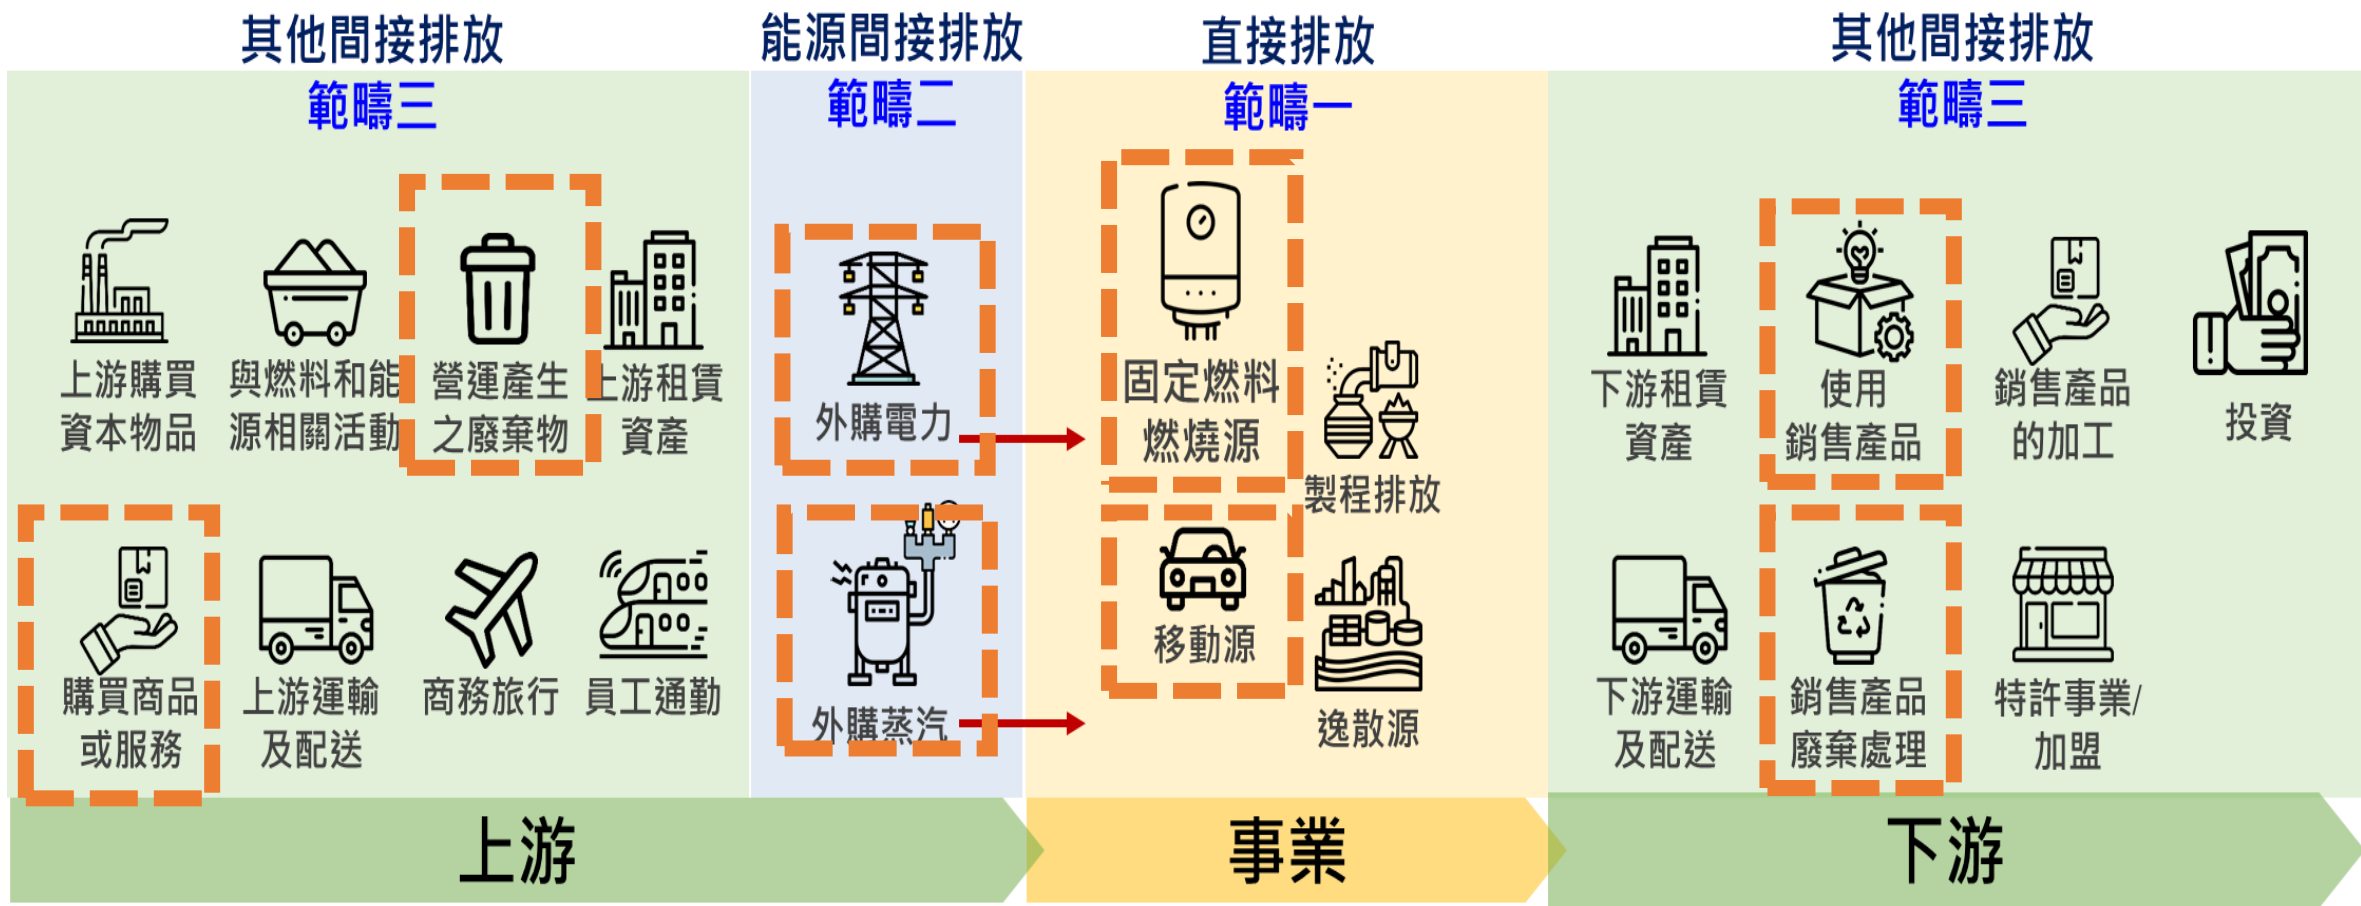 其他間接排放
範疇三
上游購買
資本物品
與燃料和能
源相關活動
營運產生
之廢棄物
上游租賃
資產
購買商品
或服務
上游運輸
及配送
商務旅行
員工通勤
能源間接排放
範疇二
外購電力
外購蒸汽
直接排放
範疇一
固定燃料
燃燒源
製程排放
移動源
逸散源
其他間接排放
範疇三
下游租賃
資產
使用
銷售產品
銷售產品
的加工
投資
下游運輸
及配送
銷售產品
廢棄處理
特許事業/
加盟
上游
事業
下游